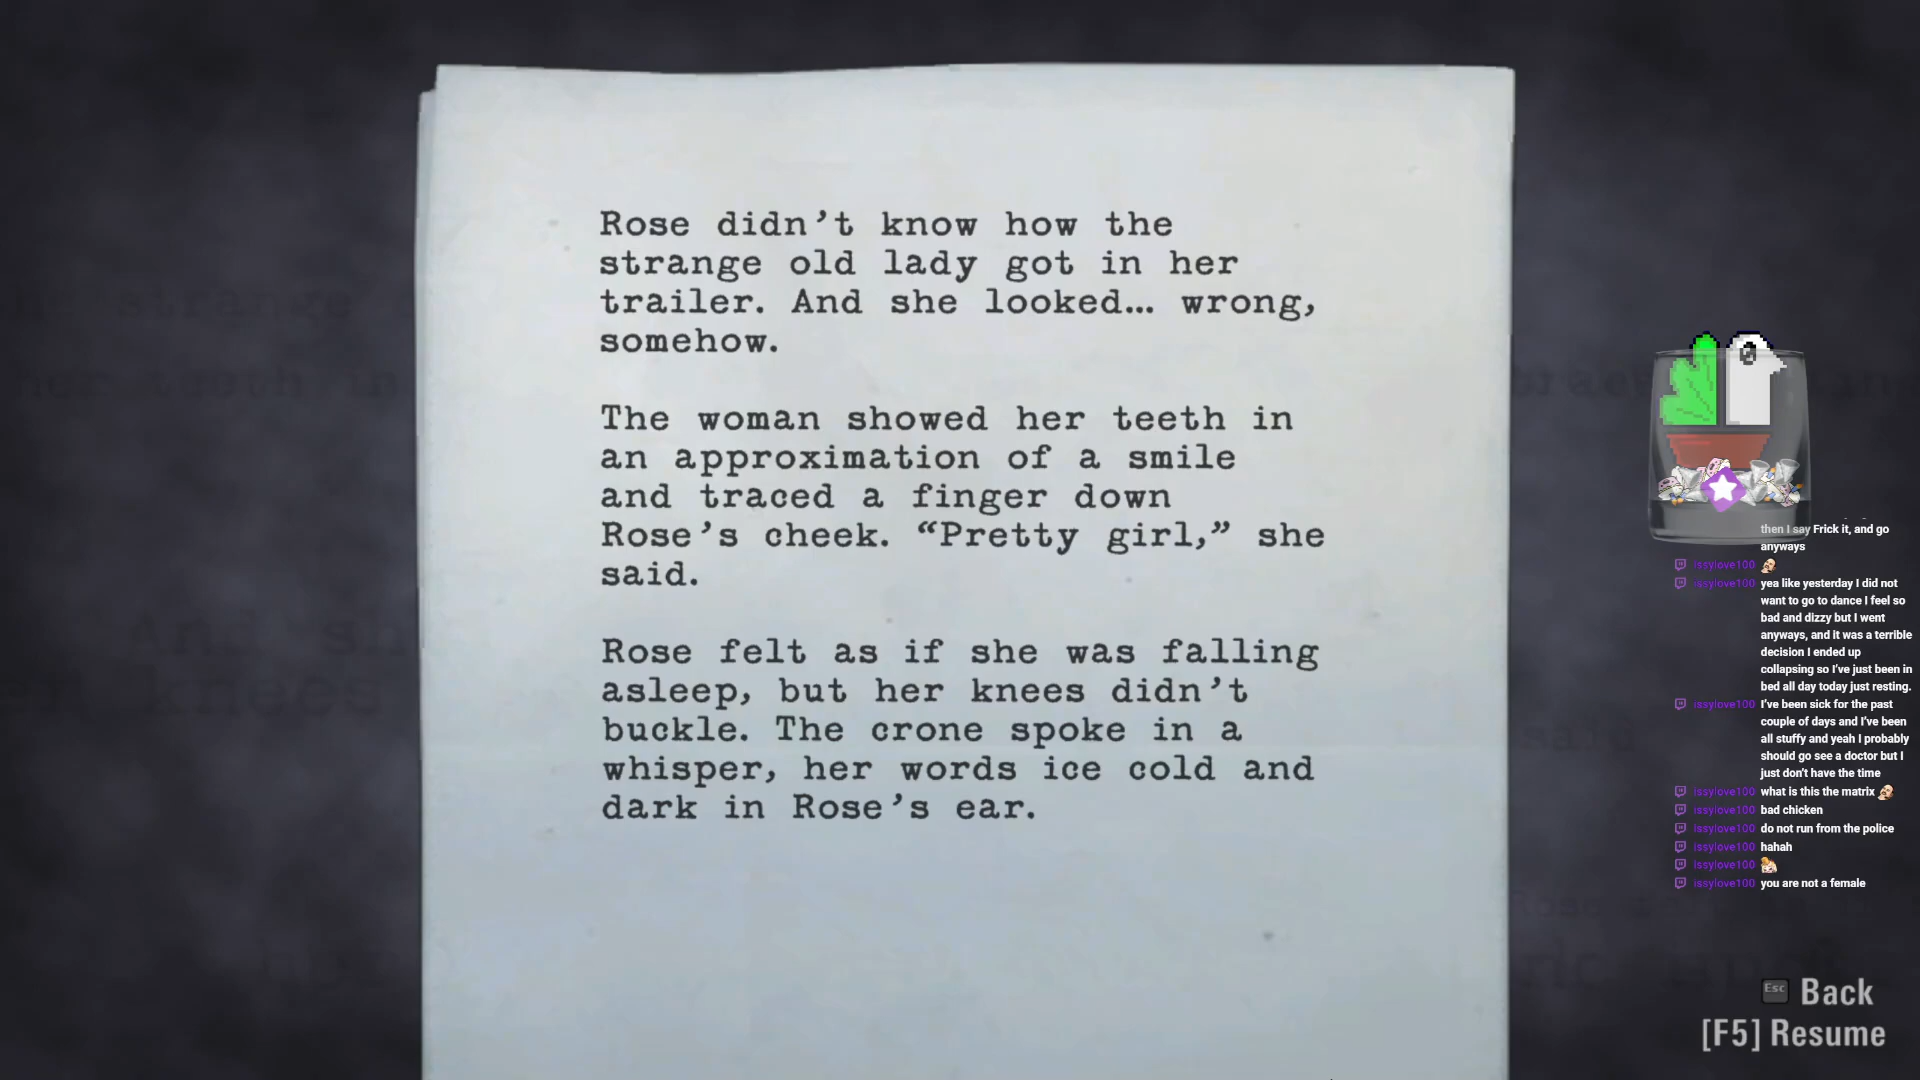 Rose didn't know how the
strange old lady got in her
trailer. And she looked... wrong,
somehow.
The woman showed her teeth in
an approximation of a smile
and traced a finger down
Rose's cheek. “Pretty girl,” she
said.
Rose felt as if she was falling
asleep, but her knees didn't
buckle. The crone spoke in a
whisper, her words ice cold and
dark in Rose's ear.
then I say Frick it, and go
anyways
issylove100
issylove100 yea like yesterday I did not
want to go to dance I feel so
bad and dizzy but I went
anyways, and it was a terrible
decision I ended up
collapsing so I've just been in
bed all day today just resting.
issylove100 I've been sick for the past
couple of days and I've been
all stuffy and yeah I probably
should go see a doctor but I
just don't have the time
issylove100 what is this the matrix
issylove100 bad chicken
issylove100 do not run from the police
issylove100 hahah
issylove100
issylove100 you are not a female
Esc Back
[F5] Resume